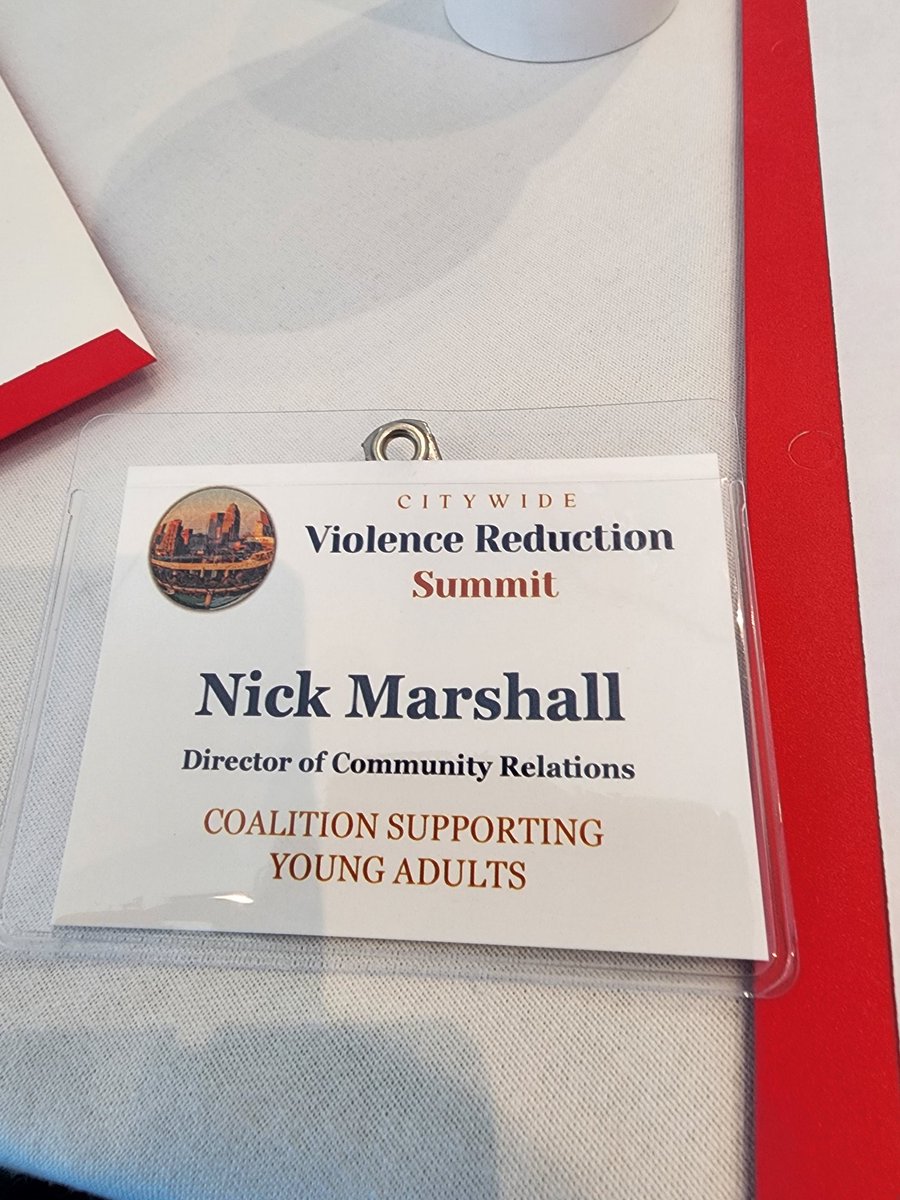 CITYWIDE
Violence Reduction
Summit
Nick Marshall
Director of Community Relations
COALITION SUPPORTING
YOUNG ADULTS